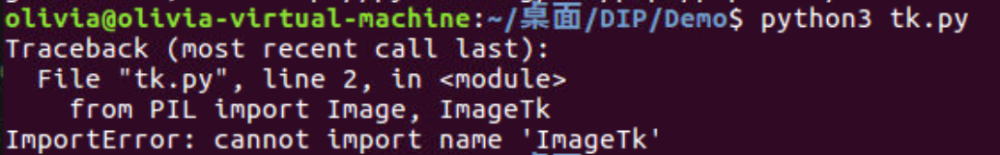 olivia@olivia-virtual-machine:~/桌面/DIP/Demo$ python3 tk.py
Traceback (most recent call last):
  File "tk.py", line 2, in <module>
    from PIL import Image, ImageTk
ImportError: cannot import name 'ImageTk'